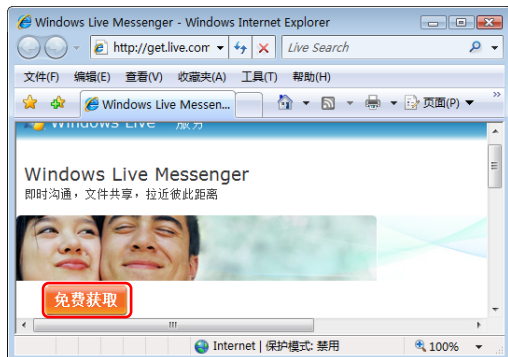 Windows Live Messenger - Windows Internet Explorer
http://get.live.com
Live Search
文件(F) 编辑(E) 查看(V) 收藏夹(A) 工具(T) 帮助(H)
Windows Live Messen...
页面(P)
Windows Live 服务
Windows Live Messenger
即时沟通，文件共享，拉近彼此距离
免费获取
Internet | 保护模式: 禁用
100%